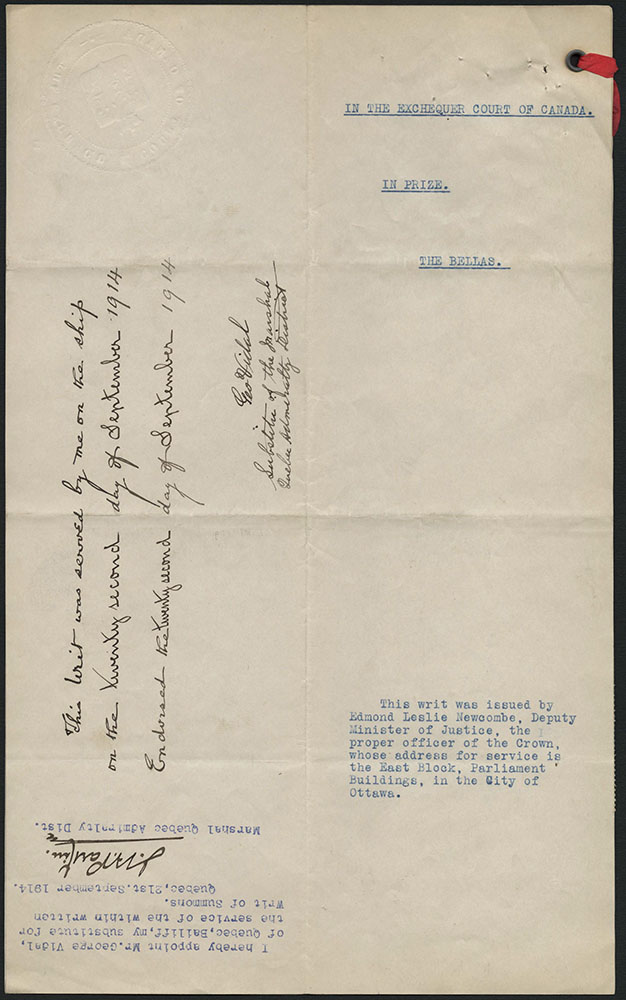 IN THE EXCHEQUER COURT OF CANADA.
IN PRIZE.
THE BELLAS.
This writ was issued by
Edmond Leslie Newcombe, Deputy
Minister of Justice, the
proper officer of the Crown,
whose address for service is
the East Block, Parliament
Buildings, in the City of
Ottawa.
This Writ was served by me on the ship
on the twenty second day of September 1914
Endorsed the twenty second day of September 1914
Geo Vidal
Substitu of the Marshal
Quebec Admiralty District
I hereby appoint Mr.George Vidal,
of Quebec,Bailiff,my substitute for
the service of the within written
Writ of Summons.
Quebec,21st.September 1914.
Marshal Quebec Admiralty Dist.